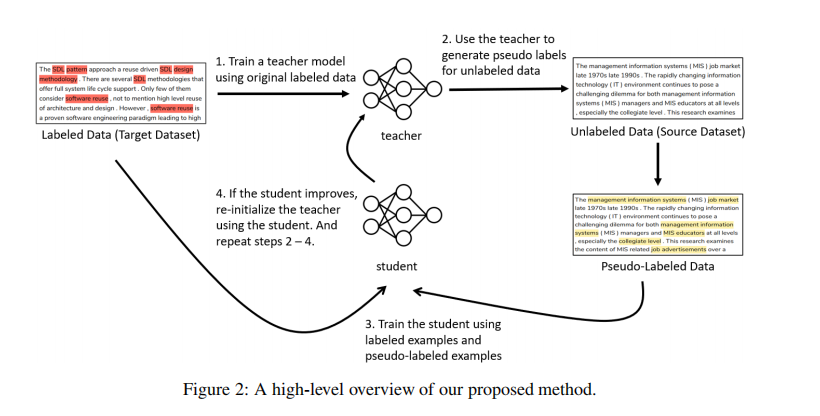 The SDL pattern approach a reuse driven SDL design
methodology . There are several SDL methodologies that
offer full system life cycle support . Only few of them
consider software reuse , not to mention high level reuse
of architecture and design . However , software reuse is
a proven software engineering paradigm leading to high
Labeled Data (Target Dataset)
1. Train a teacher model
using original labeled data
teacher
2. Use the teacher to
generate pseudo labels
for unlabeled data
The management information systems ( MIS ) job market
late 1970s late 1990s . The rapidly changing information
technology ( IT ) environment continues to pose a
challenging dilemma for both management information
systems ( MIS ) managers and MIS educators at all levels
, especially the collegiate level . This research examines
Unlabeled Data (Source Dataset)
4. If the student improves,
re-initialize the teacher
using the student. And
repeat steps 2 – 4.
student
The management information systems ( MIS ) job market
late 1970s late 1990s . The rapidly changing information
technology ( IT ) environment continues to pose a
challenging dilemma for both management information
systems ( MIS ) managers and MIS educators at all levels
, especially the collegiate level . This research examines
the content of MIS related job advertisements over a
Pseudo-Labeled Data
3. Train the student using
labeled examples and
pseudo-labeled examples
Figure 2: A high-level overview of our proposed method.